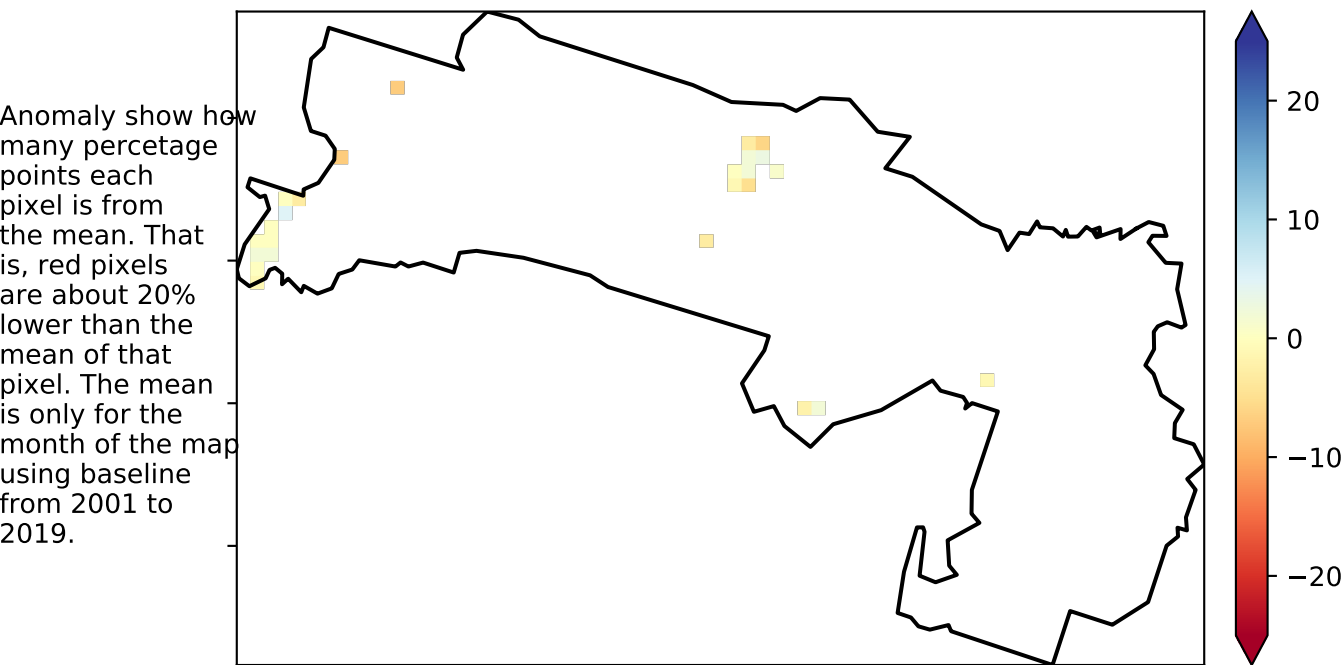 Anomaly show how
many percetage
points each
pixel is from
the mean. That
is, red pixels
are about 20%
lower than the
mean of that
pixel. The mean
is only for the
month of the map
using baseline
from 2001 to
2019.
20
10
0
−10
−20